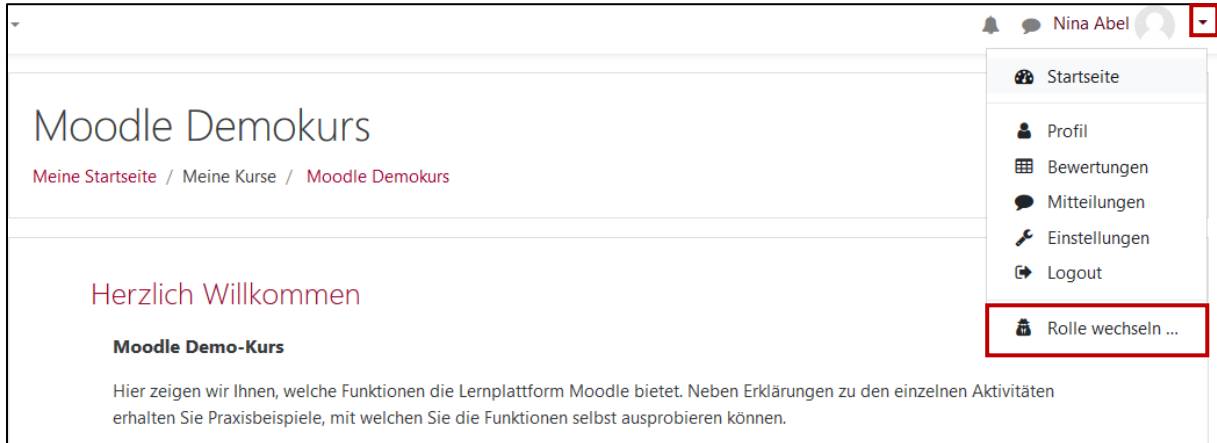 Nina Abel
Startseite
Moodle Demokurs
Profil
Meine Startseite / Meine Kurse / Moodle Demokurs
Bewertungen
Mitteilungen
Einstellungen
Logout
Herzlich Willkommen
Rolle wechseln ...
Moodle Demo-Kurs
Hier zeigen wir Ihnen, welche Funktionen die Lernplattform Moodle bietet. Neben Erklärungen zu den einzelnen Aktivitäten
erhalten Sie Praxisbeispiele, mit welchen Sie die Funktionen selbst ausprobieren können.